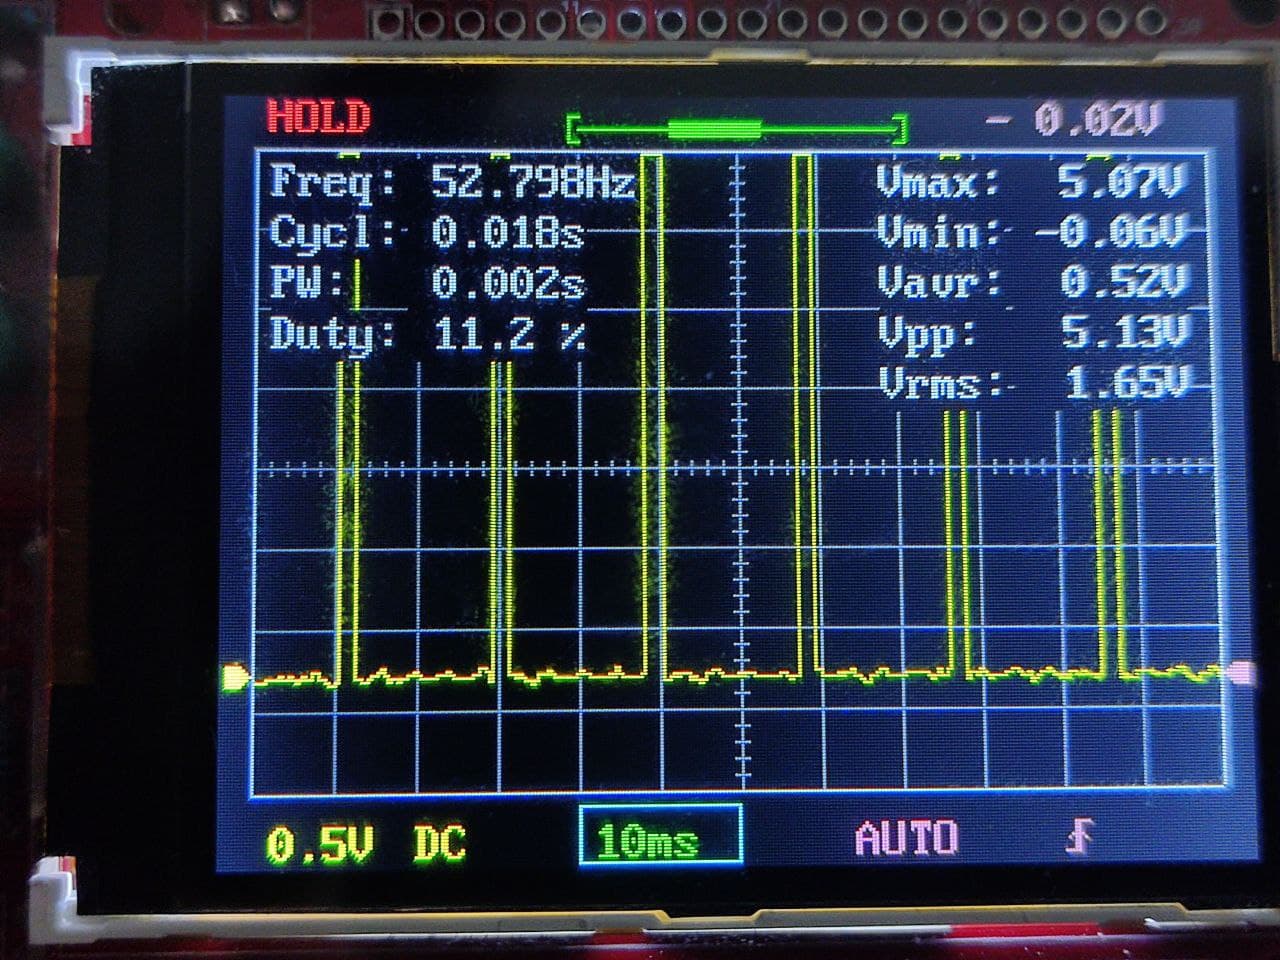 HOLD
- 0.02V
Freq: 52.798Hz
Cycl: 0.018s
PW: 0.002s
Duty: 11.2 %
Vmax: 5.07V
Vmin: -0.06V
Vavr: 0.52V
Vpp: 5.13V
Vrms: 1.65V
0.5V DC
10ms
AUTO